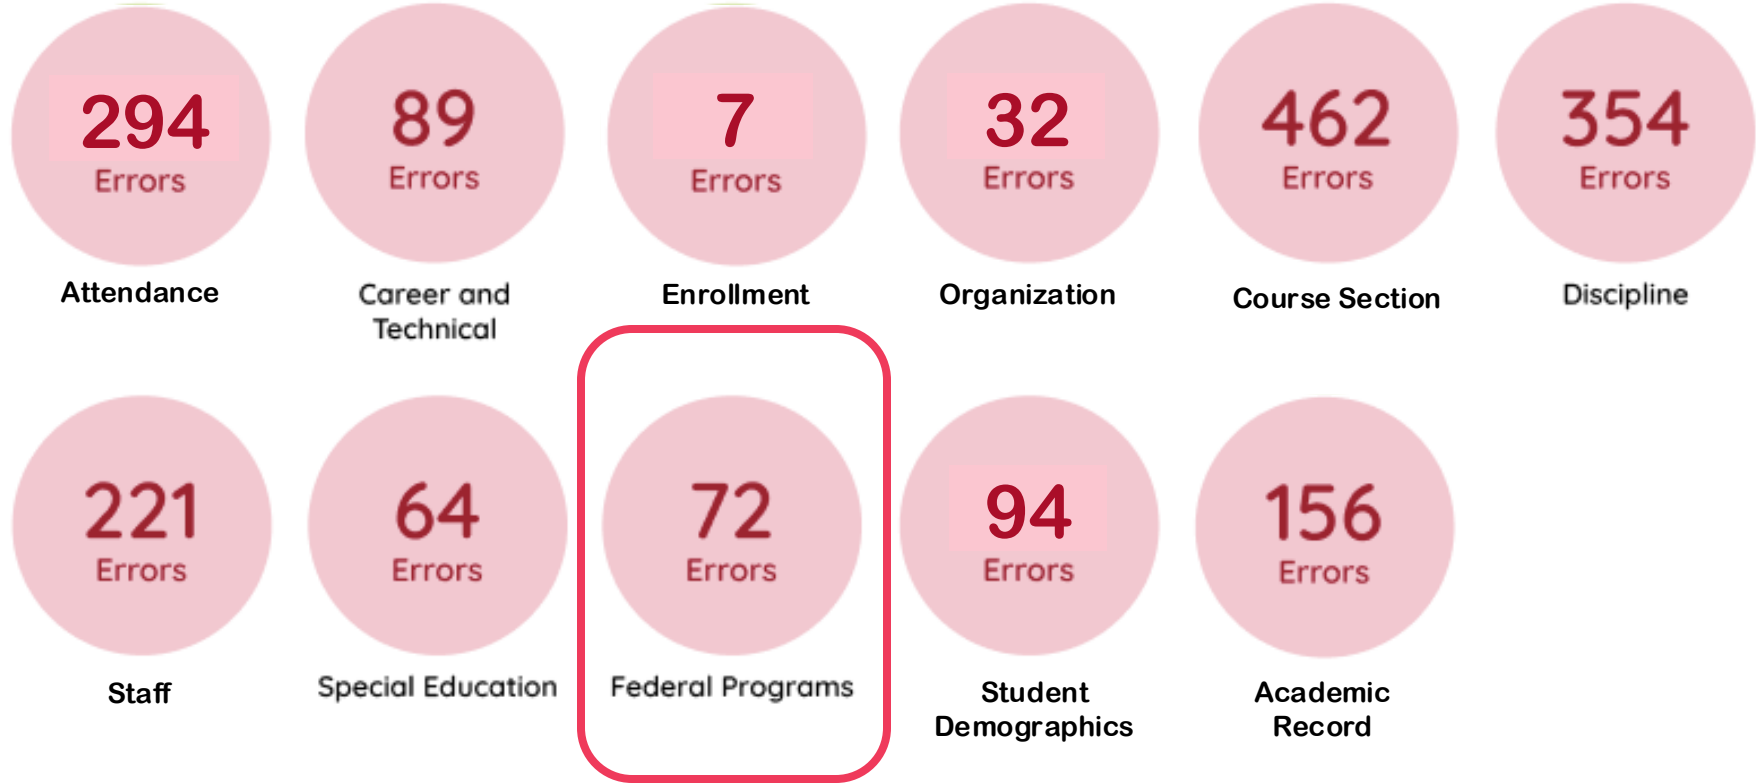 294
Errors
Attendance
89
Errors
Career and
Technical
7
Errors
Enrollment
32
Errors
Organization
462
Errors
Course Section
354
Errors
Discipline
221
Errors
Staff
64
Errors
Special Education
72
Errors
Federal Programs
94
Errors
Student
Demographics
156
Errors
Academic
Record